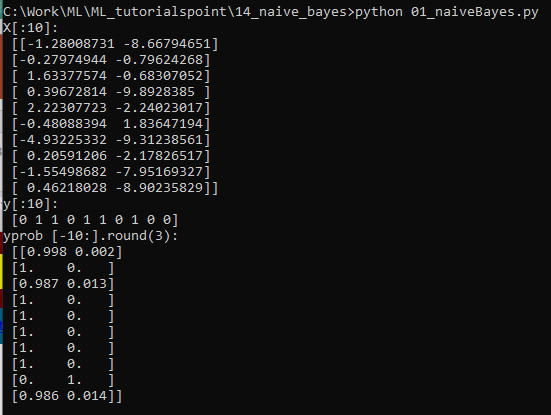 C:\Work\ML\ML_tutorialspoint\14_naive_bayes>python 01_naiveBayes.py
X[:10]:
 [[-1.28008731 -8.66794651]
 [-0.27974944 -0.79624268]
 [ 1.63377574 -0.68307052]
 [ 0.39672814 -9.8928385 ]
 [ 2.22307723 -2.24023017]
 [-0.48088394  1.83647194]
 [-4.93225332 -9.31238561]
 [ 0.20591206 -2.17826517]
 [-1.55498682 -7.95169327]
 [ 0.46218028 -8.90235829]]
y[:10]:
 [0 1 1 0 1 1 0 1 0 0]
yprob [-10:].round(3):
 [[0.998 0.002]
 [1.    0.   ]
 [0.987 0.013]
 [1.    0.   ]
 [1.    0.   ]
 [1.    0.   ]
 [1.    0.   ]
 [1.    0.   ]
 [0.    1.   ]
 [0.986 0.014]]